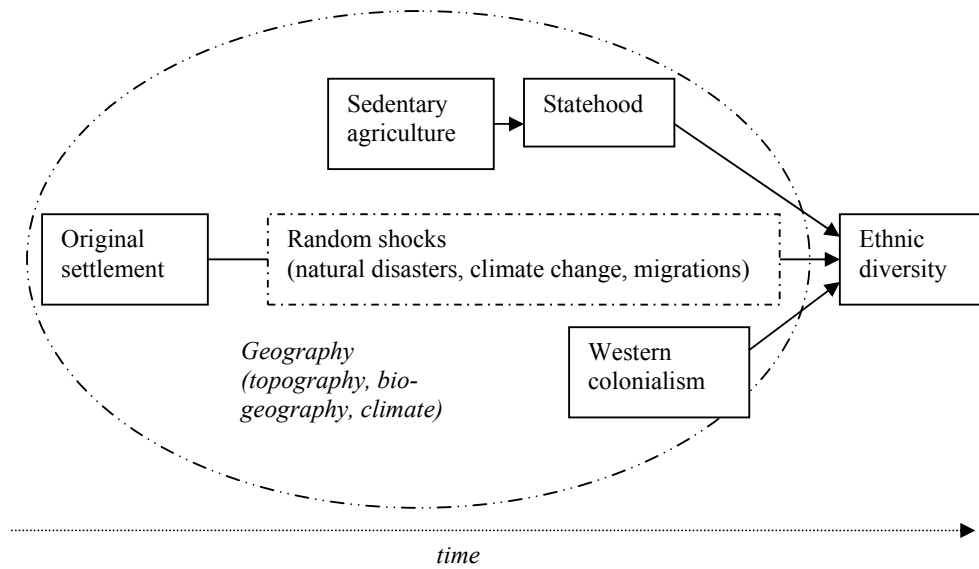 Sedentary
agriculture
Statehood
Original
settlement
Random shocks
(natural disasters, climate change, migrations)
Ethnic
diversity
Geography
(topography, bio-
geography, climate)
Western
colonialism
time